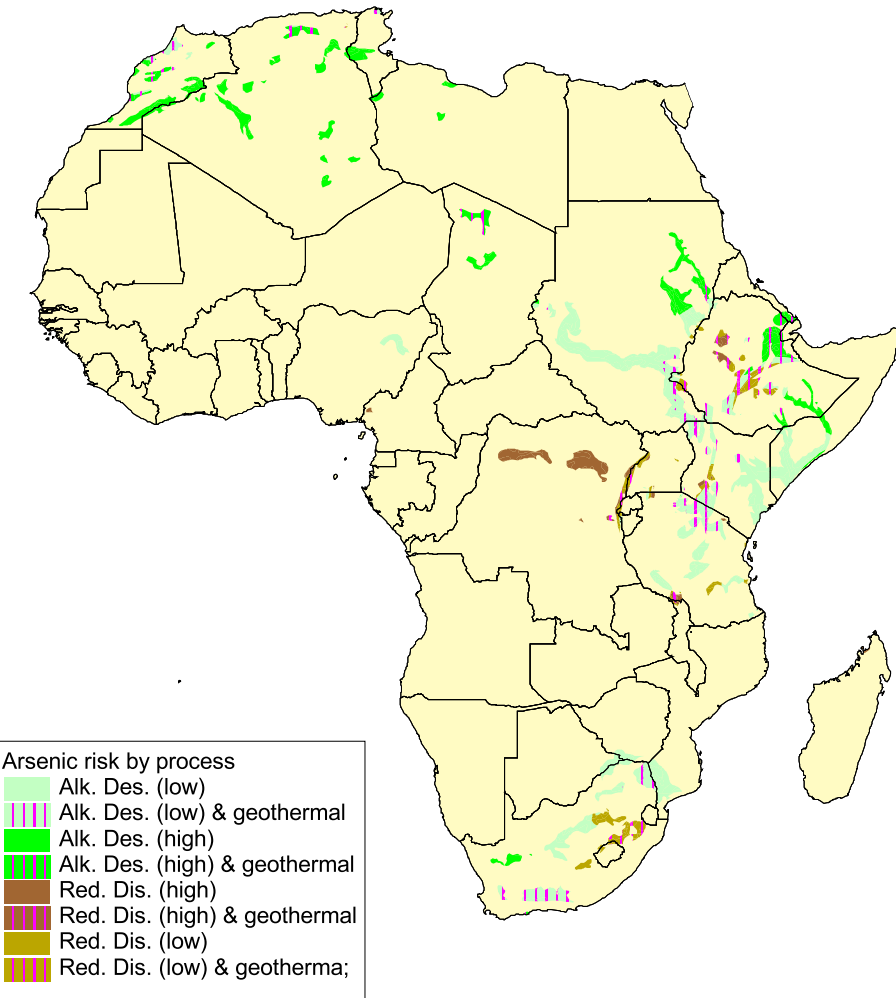 Arsenic risk by process
Alk. Des. (low)
Alk. Des. (low) & geothermal
Alk. Des. (high)
Alk. Des. (high) & geothermal
Red. Dis. (high)
Red. Dis. (high) & geothermal
Red. Dis. (low)
Red. Dis. (low) & geotherma;